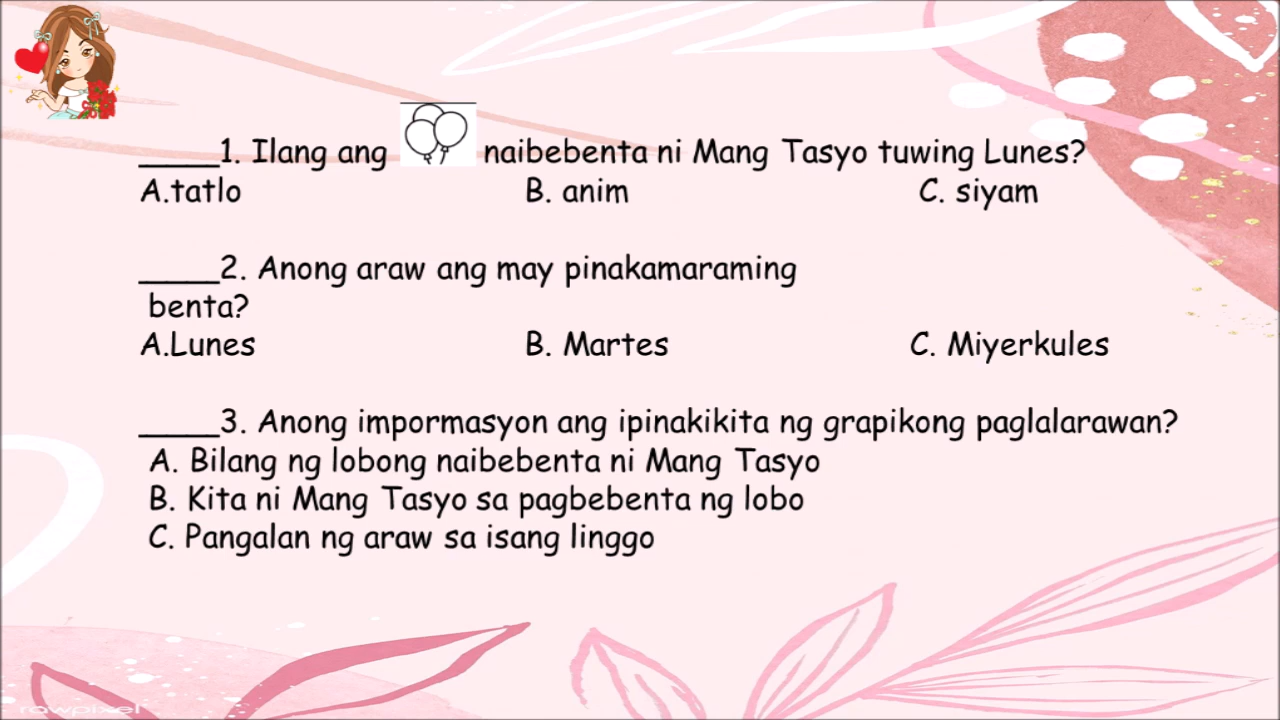 ____1. Ilang ang naibebenta ni Mang Tasyo tuwing Lunes?
A.tatlo B. anim C. siyam
____2. Anong araw ang may pinakamaraming
benta?
A.Lunes B. Martes C. Miyerkules
____3. Anong impormasyon ang ipinakikita ng grapikong paglalarawan?
A. Bilang ng lobong naibebenta ni Mang Tasyo
B. Kita ni Mang Tasyo sa pagbebenta ng lobo
C. Pangalan ng araw sa isang linggo
rawpixel